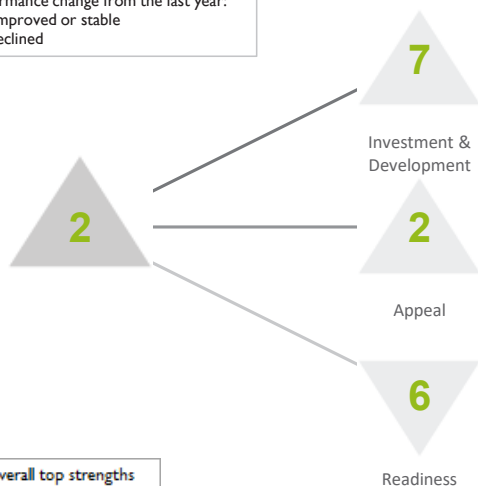 rmance change from the last year:
mproved or stable
eclined
7
Investment &
Development
2
2
Appeal
6
Readiness
verall top strengths